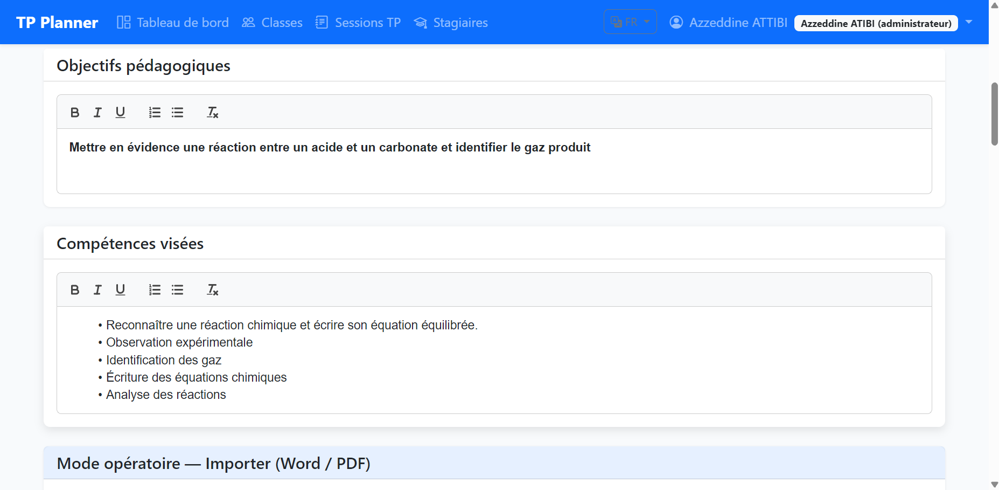 TP Planner Tableau de bord Classes Sessions TP Stagiaires FR Azzeddine ATTIBI Azzeddine ATIBI (administrateur)
Objectifs pédagogiques
Mettre en évidence une réaction entre un acide et un carbonate et identifier le gaz produit
Compétences visées
• Reconnaître une réaction chimique et écrire son équation équilibrée.
• Observation expérimentale
• Identification des gaz
• Écriture des équations chimiques
• Analyse des réactions
Mode opératoire — Importer (Word / PDF)